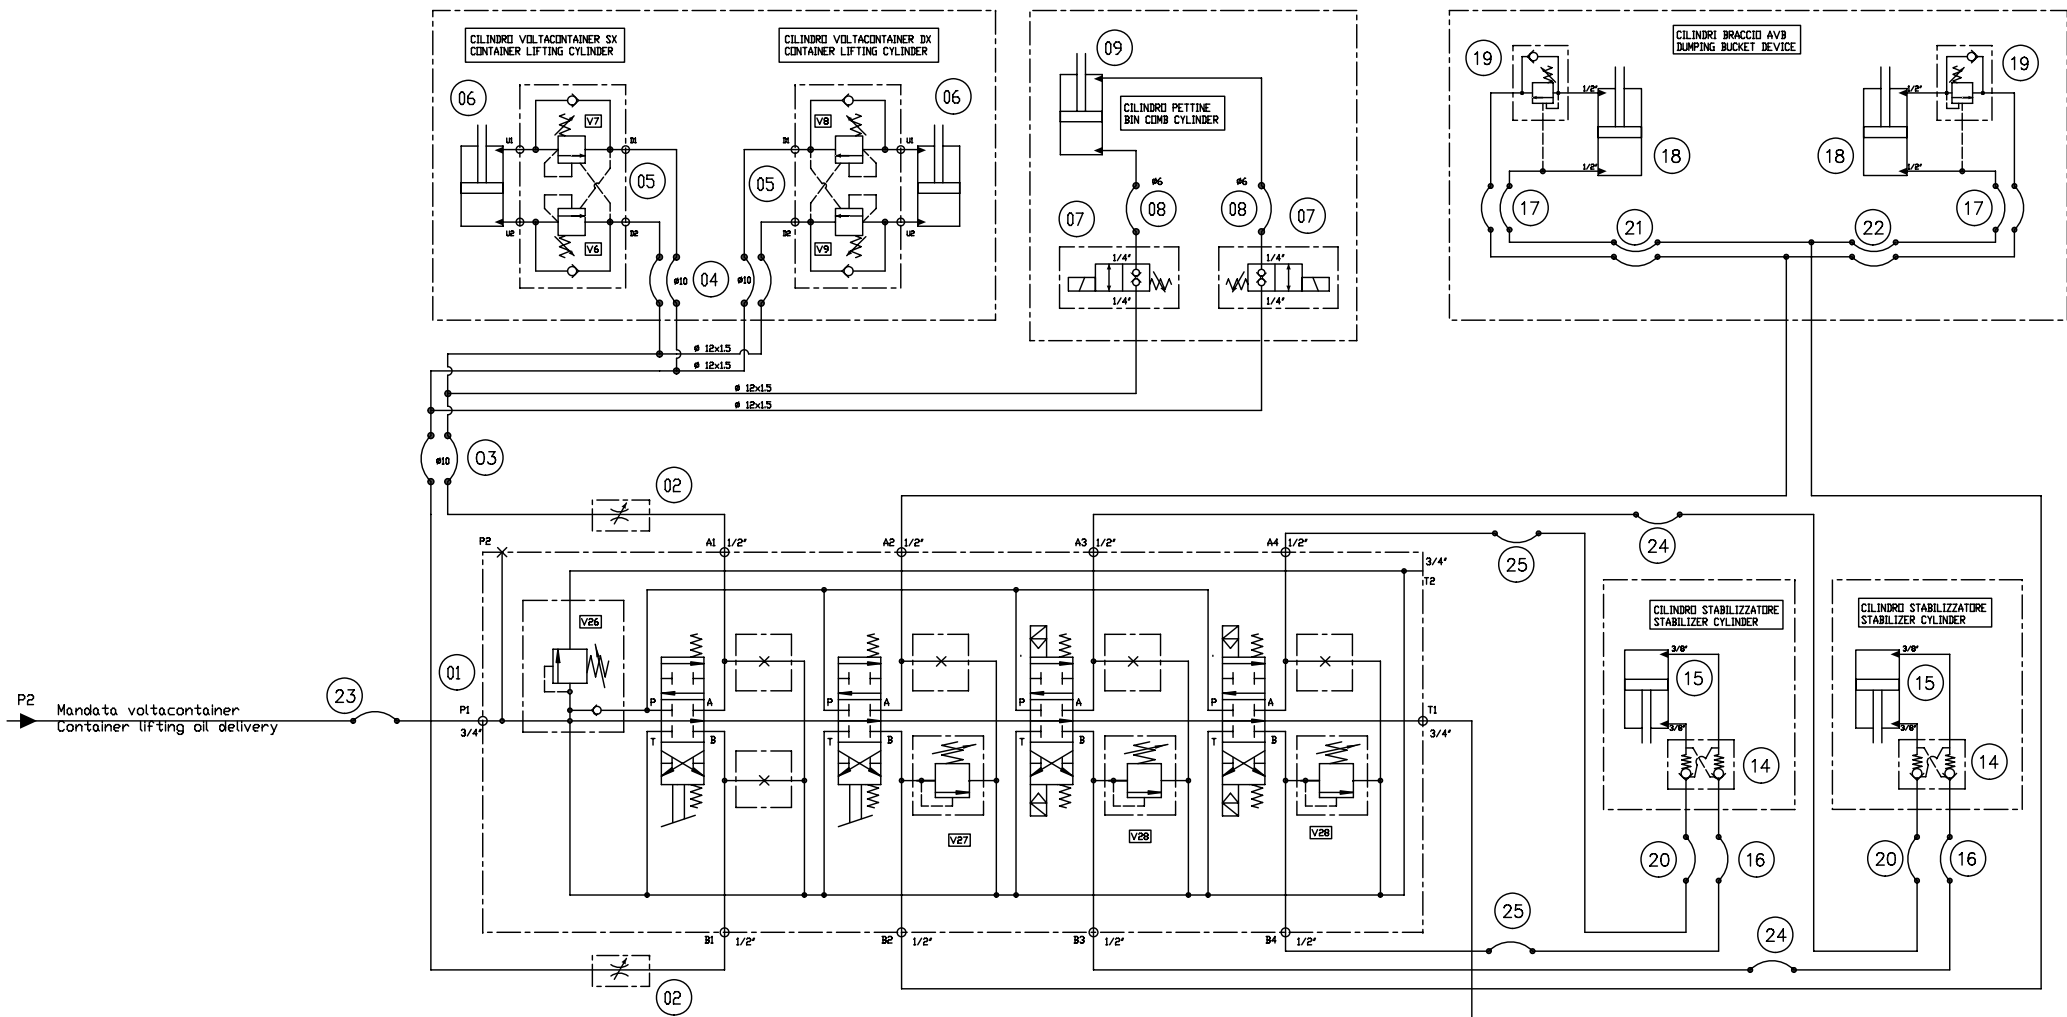 CILINDRO VOLTACONTAINER SX
CONTAINER LIFTING CYLINDER
CILINDRO VOLTACONTAINER DX
CONTAINER LIFTING CYLINDER
06
V7
V8
06
U1
D1
D1
U1
05
05
U2
D2
D2
U2
V6
V9
ø10
04
ø10
09
CILINDRO PETTINE
BIN COMB CYLINDER
ø6
ø6
07
08
08
07
1/4"
1/4"
1/4"
1/4"
CILINDRI BRACCIO AVB
DUMPING BUCKET DEVICE
19
19
1/2"
1/2"
18
18
1/2"
1/2"
17
17
21
22
ø 12x1.5
ø 12x1.5
ø 12x1.5
ø 12x1.5
ø10
03
02
P2
A1
1/2"
A2
1/2"
A3
1/2"
A4
1/2"
3/4"
T2
25
24
V26
01
P2
Mandata voltacontainer
Container lifting oil delivery
23
P1
3/4"
P
A
T
B
P
A
T
B
P
A
T
B
P
A
T
B
T1
3/4"
V27
V28
V28
B1
1/2"
B2
1/2"
B3
1/2"
B4
1/2"
02
CILINDRO STABILIZZATORE
STABILIZER CYLINDER
CILINDRO STABILIZZATORE
STABILIZER CYLINDER
3/8"
3/8"
15
15
3/8"
3/8"
14
14
20
16
20
16
25
24